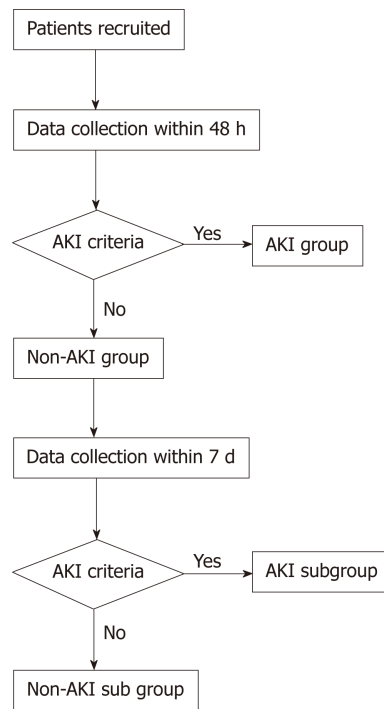 Patients recruited
Data collection within 48 h
AKI criteria
Yes
AKI group
No
Non-AKI group
Data collection within 7 d
AKI criteria
Yes
AKI subgroup
No
Non-AKI sub group